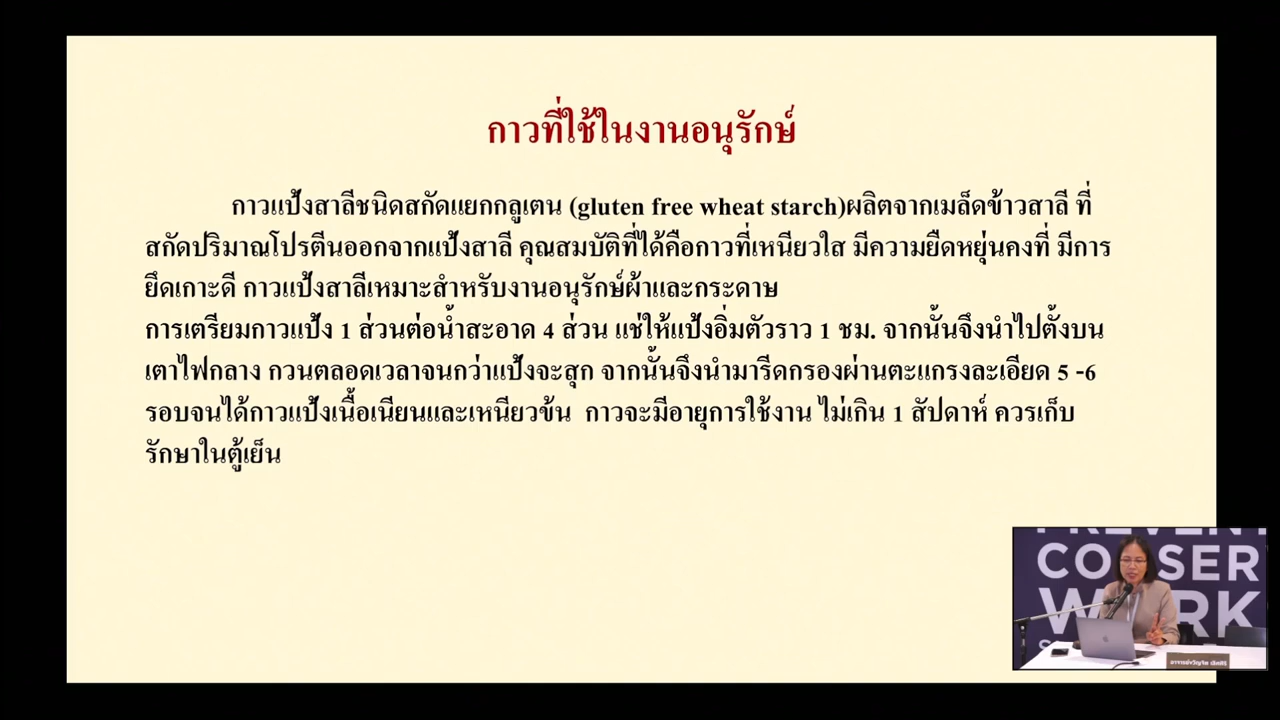 กาวที่ใช้ในงานอนุรักษ์
กาวแป้งสาลีชนิดสกัดแยกกลูเตน (gluten free wheat starch)ผลิตจากเมล็ดข้าวสาลี ที่
สกัดปริมาณโปรตีนออกจากแป้งสาลี คุณสมบัติที่ได้คือกาวที่เหนียวใส มีความยืดหยุ่นคงที่ มีการ
ยึดเกาะดี กาวแป้งสาลีเหมาะสำหรับงานอนุรักษ์ผ้าและกระดาษ
การเตรียมกาวแป้ง 1 ส่วนต่อน้ำสะอาด 4 ส่วน แช่ให้แป้งอิ่มตัวราว 1 ชม. จากนั้นจึงนำไปตั้งบน
เตาไฟกลาง กวนตลอดเวลาจนกว่าแป้งจะสุก จากนั้นจึงนำมารีดกรองผ่านตะแกรงละเอียด 5 -6
รอบจนได้กาวแป้งเนื้อเนียนและเหนียวข้น กาวจะมีอายุการใช้งาน ไม่เกิน 1 สัปดาห์ ควรเก็บ
รักษาในตู้เย็น
PREVENT
CO SER
W RK